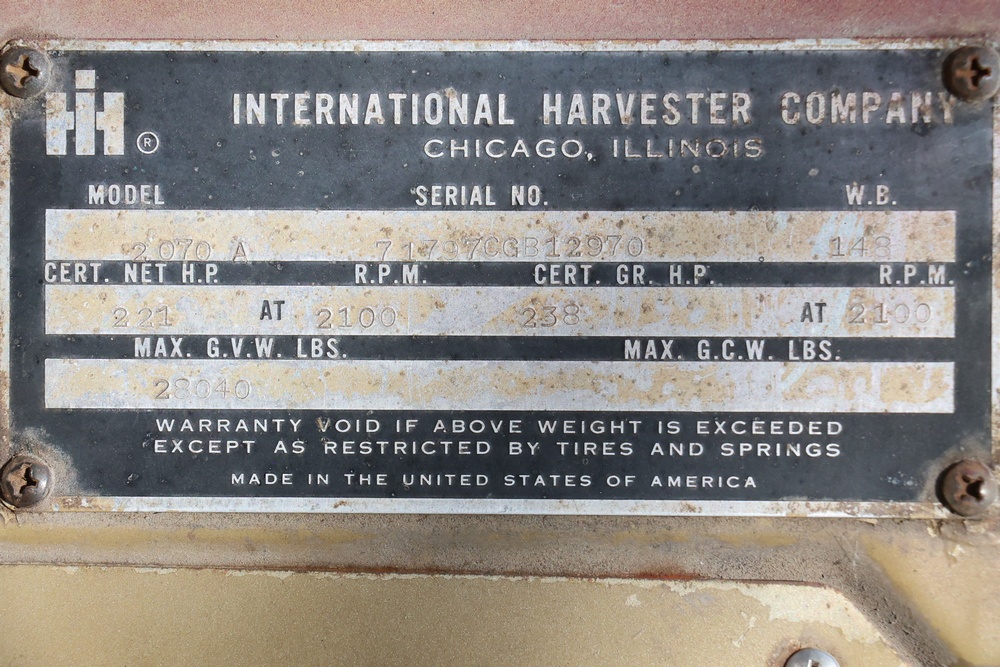 IH ®
INTERNATIONAL HARVESTER COMPANY
CHICAGO, ILLINOIS
MODEL SERIAL NO. W.B.
2070 A 71797CGB12970 148
CERT. NET H.P. R.P.M. CERT. GR. H.P. R.P.M.
221 AT 2100 238 AT 2100
MAX. G.V.W. LBS. MAX. G.C.W. LBS.
28040
WARRANTY VOID IF ABOVE WEIGHT IS EXCEEDED
EXCEPT AS RESTRICTED BY TIRES AND SPRINGS
MADE IN THE UNITED STATES OF AMERICA